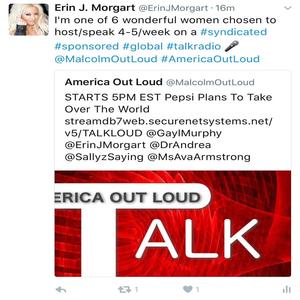 Erin J. Morgart @ErinJMorgart · 16m
I'm one of 6 wonderful women chosen to
host/speak 4-5/week on a #syndicated
#sponsored #global #talkradio 🎤
@MalcolmOutLoud #AmericaOutLoud
America Out Loud @MalcolmOutLoud
STARTS 5PM EST Pepsi Plans To Take
Over The World
streamdb7web.securenetsystems.net/
v5/TALKLOUD @GaylMurphy
@ErinJMorgart @DrAndrea
@SallyzSaying @MsAvaArmstrong
ERICA OUT LOUD
TALK
1
1